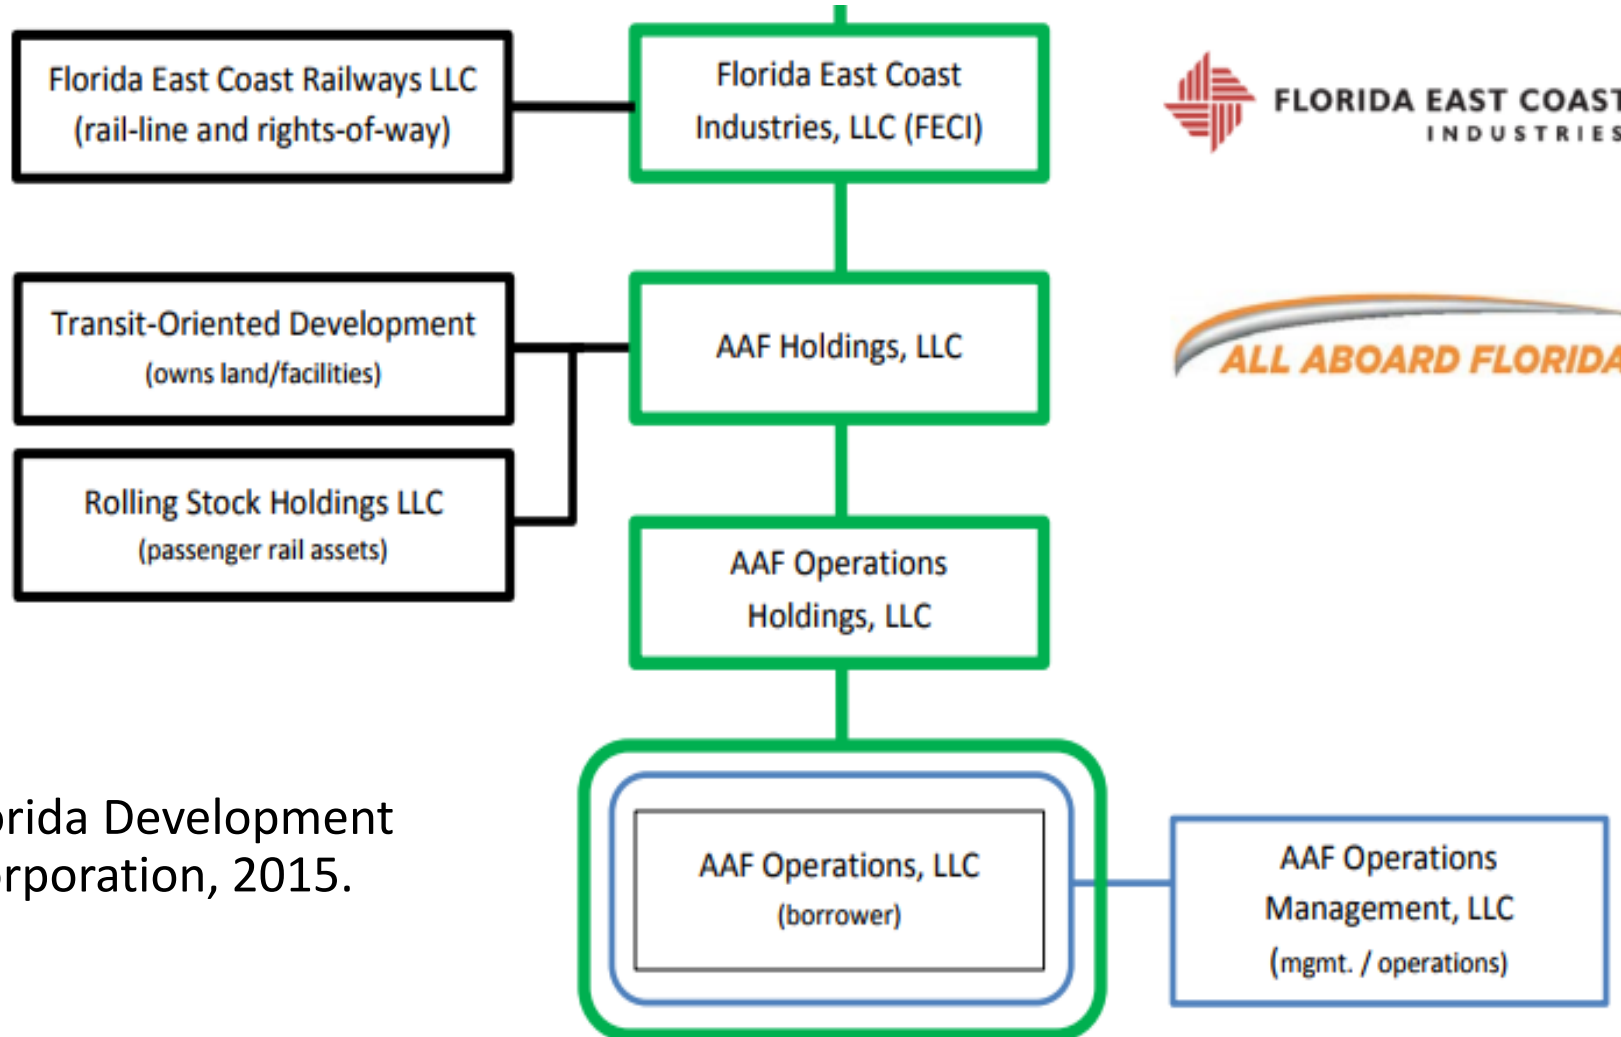 Florida East Coast Railways LLC
(rail-line and rights-of-way)
Florida East Coast
Industries, LLC (FECI)
FLORIDA EAST COAST
INDUSTRIES
Transit-Oriented Development
(owns land/facilities)
AAF Holdings, LLC
ALL ABOARD FLORIDA
Rolling Stock Holdings LLC
(passenger rail assets)
AAF Operations
Holdings, LLC
orida Development
orporation, 2015.
AAF Operations, LLC
(borrower)
AAF Operations
Management, LLC
(mgmt. / operations)